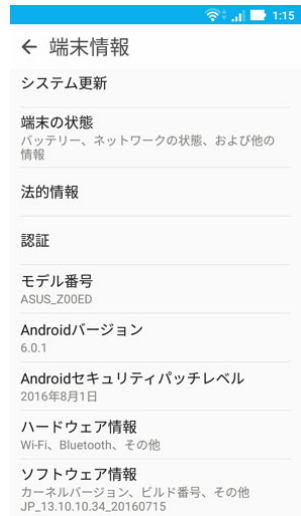 1:15
端末情報
システム更新
端末の状態
バッテリー、ネットワークの状態、および他の
情報
法的情報
認証
モデル番号
ASUS_Z00ED
Androidバージョン
6.0.1
Androidセキュリティパッチレベル
2016年8月1日
ハードウェア情報
Wi-Fi、Bluetooth、その他
ソフトウェア情報
カーネルバージョン、ビルド番号、その他
JP_13.10.10.34_20160715